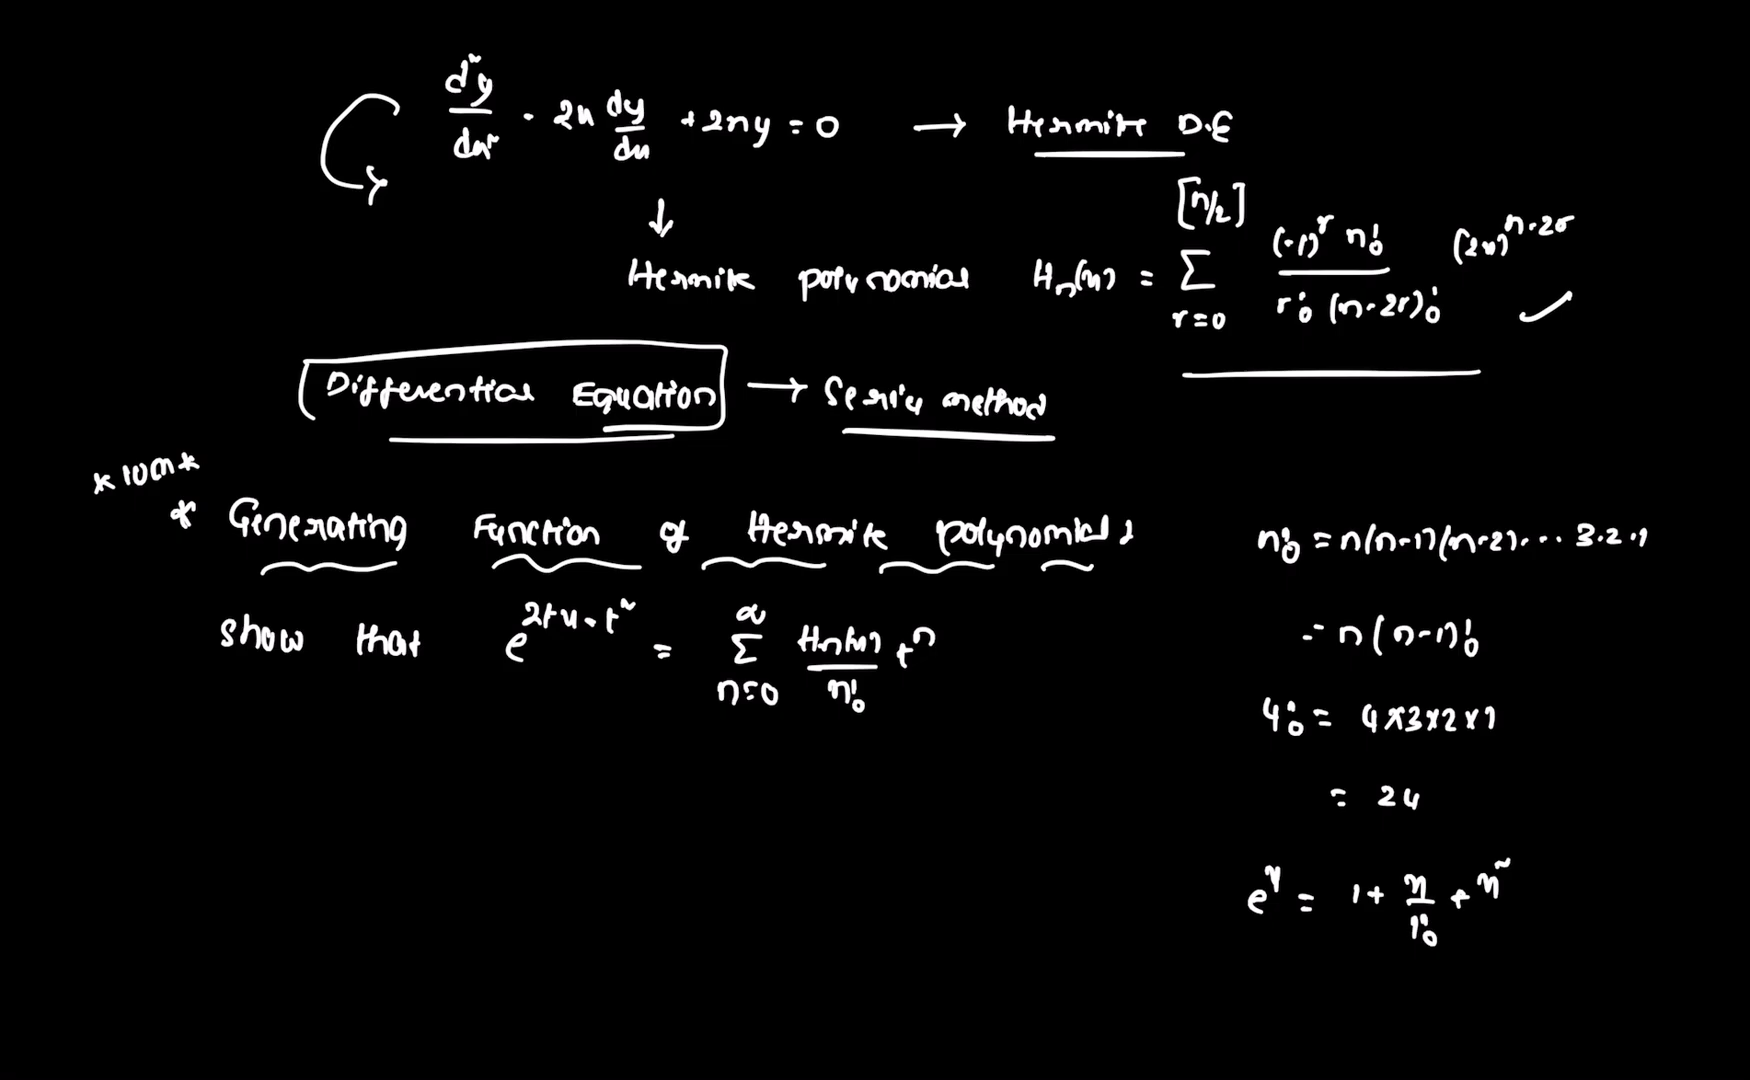 d²y/dx² - 2x dy/dx + 2ny = 0 → Hermite D.E
↓
Hermite polynomial Hₙ(x) = [n/2] Σ r=0 (-1)^r n! / r! (n-2r)! (2x)^(n-2r) ✓
Differential Equation → Series method
* 10m *
* Generating Function of Hermite polynomials
show that e^(2tx-t²) = ∞ Σ n=0 Hₙ(x)/n! tⁿ
n! = n(n-1)(n-2)... 3.2.1
= n(n-1)!
4! = 4×3×2×1
= 24
e^x = 1 + x/1! + x²